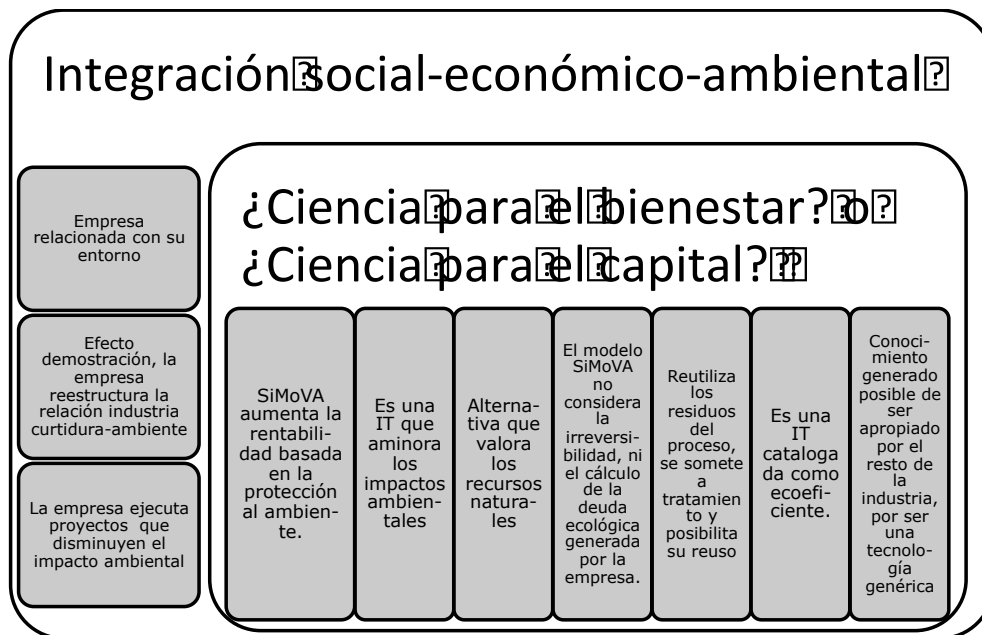 Integración social-económico-ambiental
Empresa
relacionada con su
entorno
Efecto
demostración, la
empresa
reestructura la
relación industria
curtidura-ambiente
La empresa ejecuta
proyectos que
disminuyen el
impacto ambiental
¿Ciencia para el bienestar? o
¿Ciencia para el capital?
SiMoVA
aumenta la
rentabili-
dad basada
en la
protección
al ambien-
te.
Es una
IT que
aminora
los
impactos
ambien-
tales
Alterna-
tiva que
valora
los
recursos
natura-
les
El modelo
SiMoVA
no
considera
la
irreversi-
bilidad, ni
el cálculo
de la
deuda
ecológica
generada
por la
empresa.
Reutiliza
los
residuos
del
proceso,
se somete
a
tratamien
to y
posibilita
su reuso
Es una
IT
cataloga
da como
ecoefi-
ciente.
Conoci-
miento
generado
posible de
ser
apropiado
por el
resto de
la
industria,
por ser
una
tecnolo-
gía
genérica